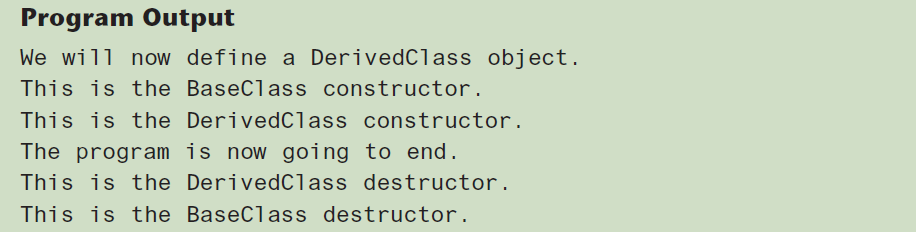 Program Output
We will now define a DerivedClass object.
This is the BaseClass constructor.
This is the DerivedClass constructor.
The program is now going to end.
This is the DerivedClass destructor.
This is the BaseClass destructor.